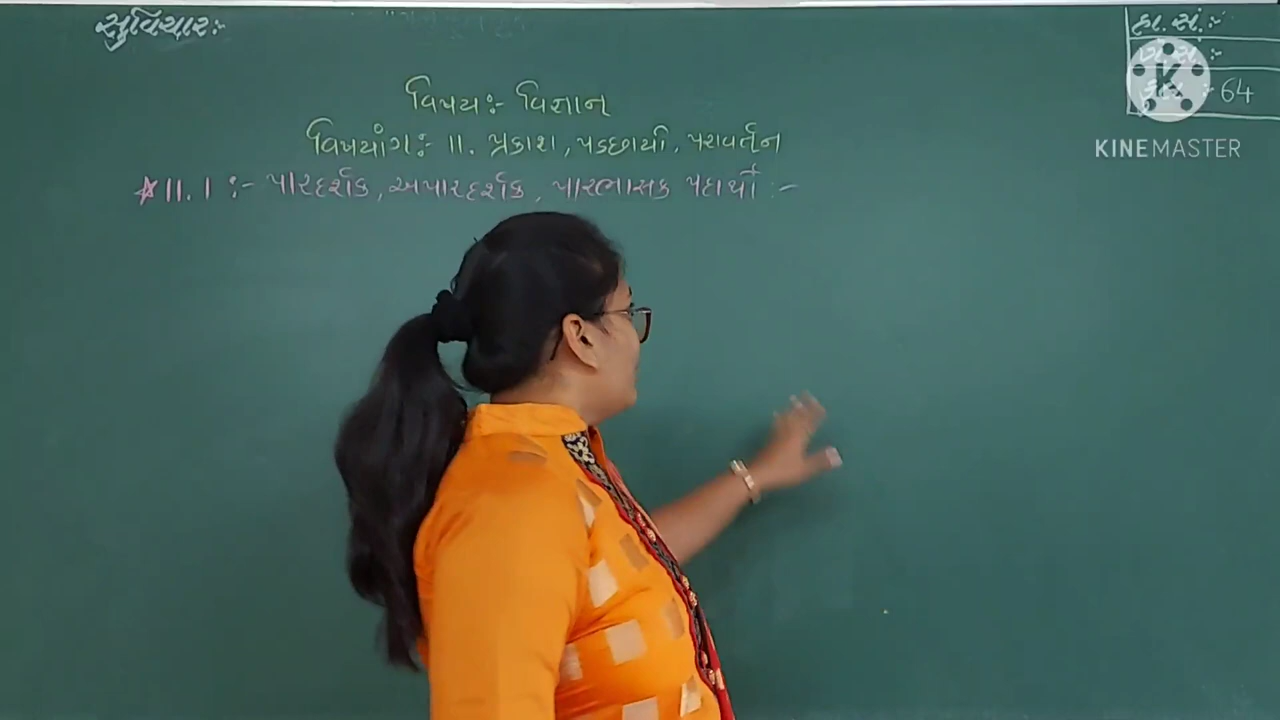 સુવિચાર:-
હા. સં. :-
:-
64
KINEMASTER
વિષય:- વિજ્ઞાન
વિષયાંગ:- 11. પ્રકાશ, પડછાયો, પરાવર્તન
★ 11.1 :- પારદર્શક, અપારદર્શક, પારભાસક પદાર્થો :-